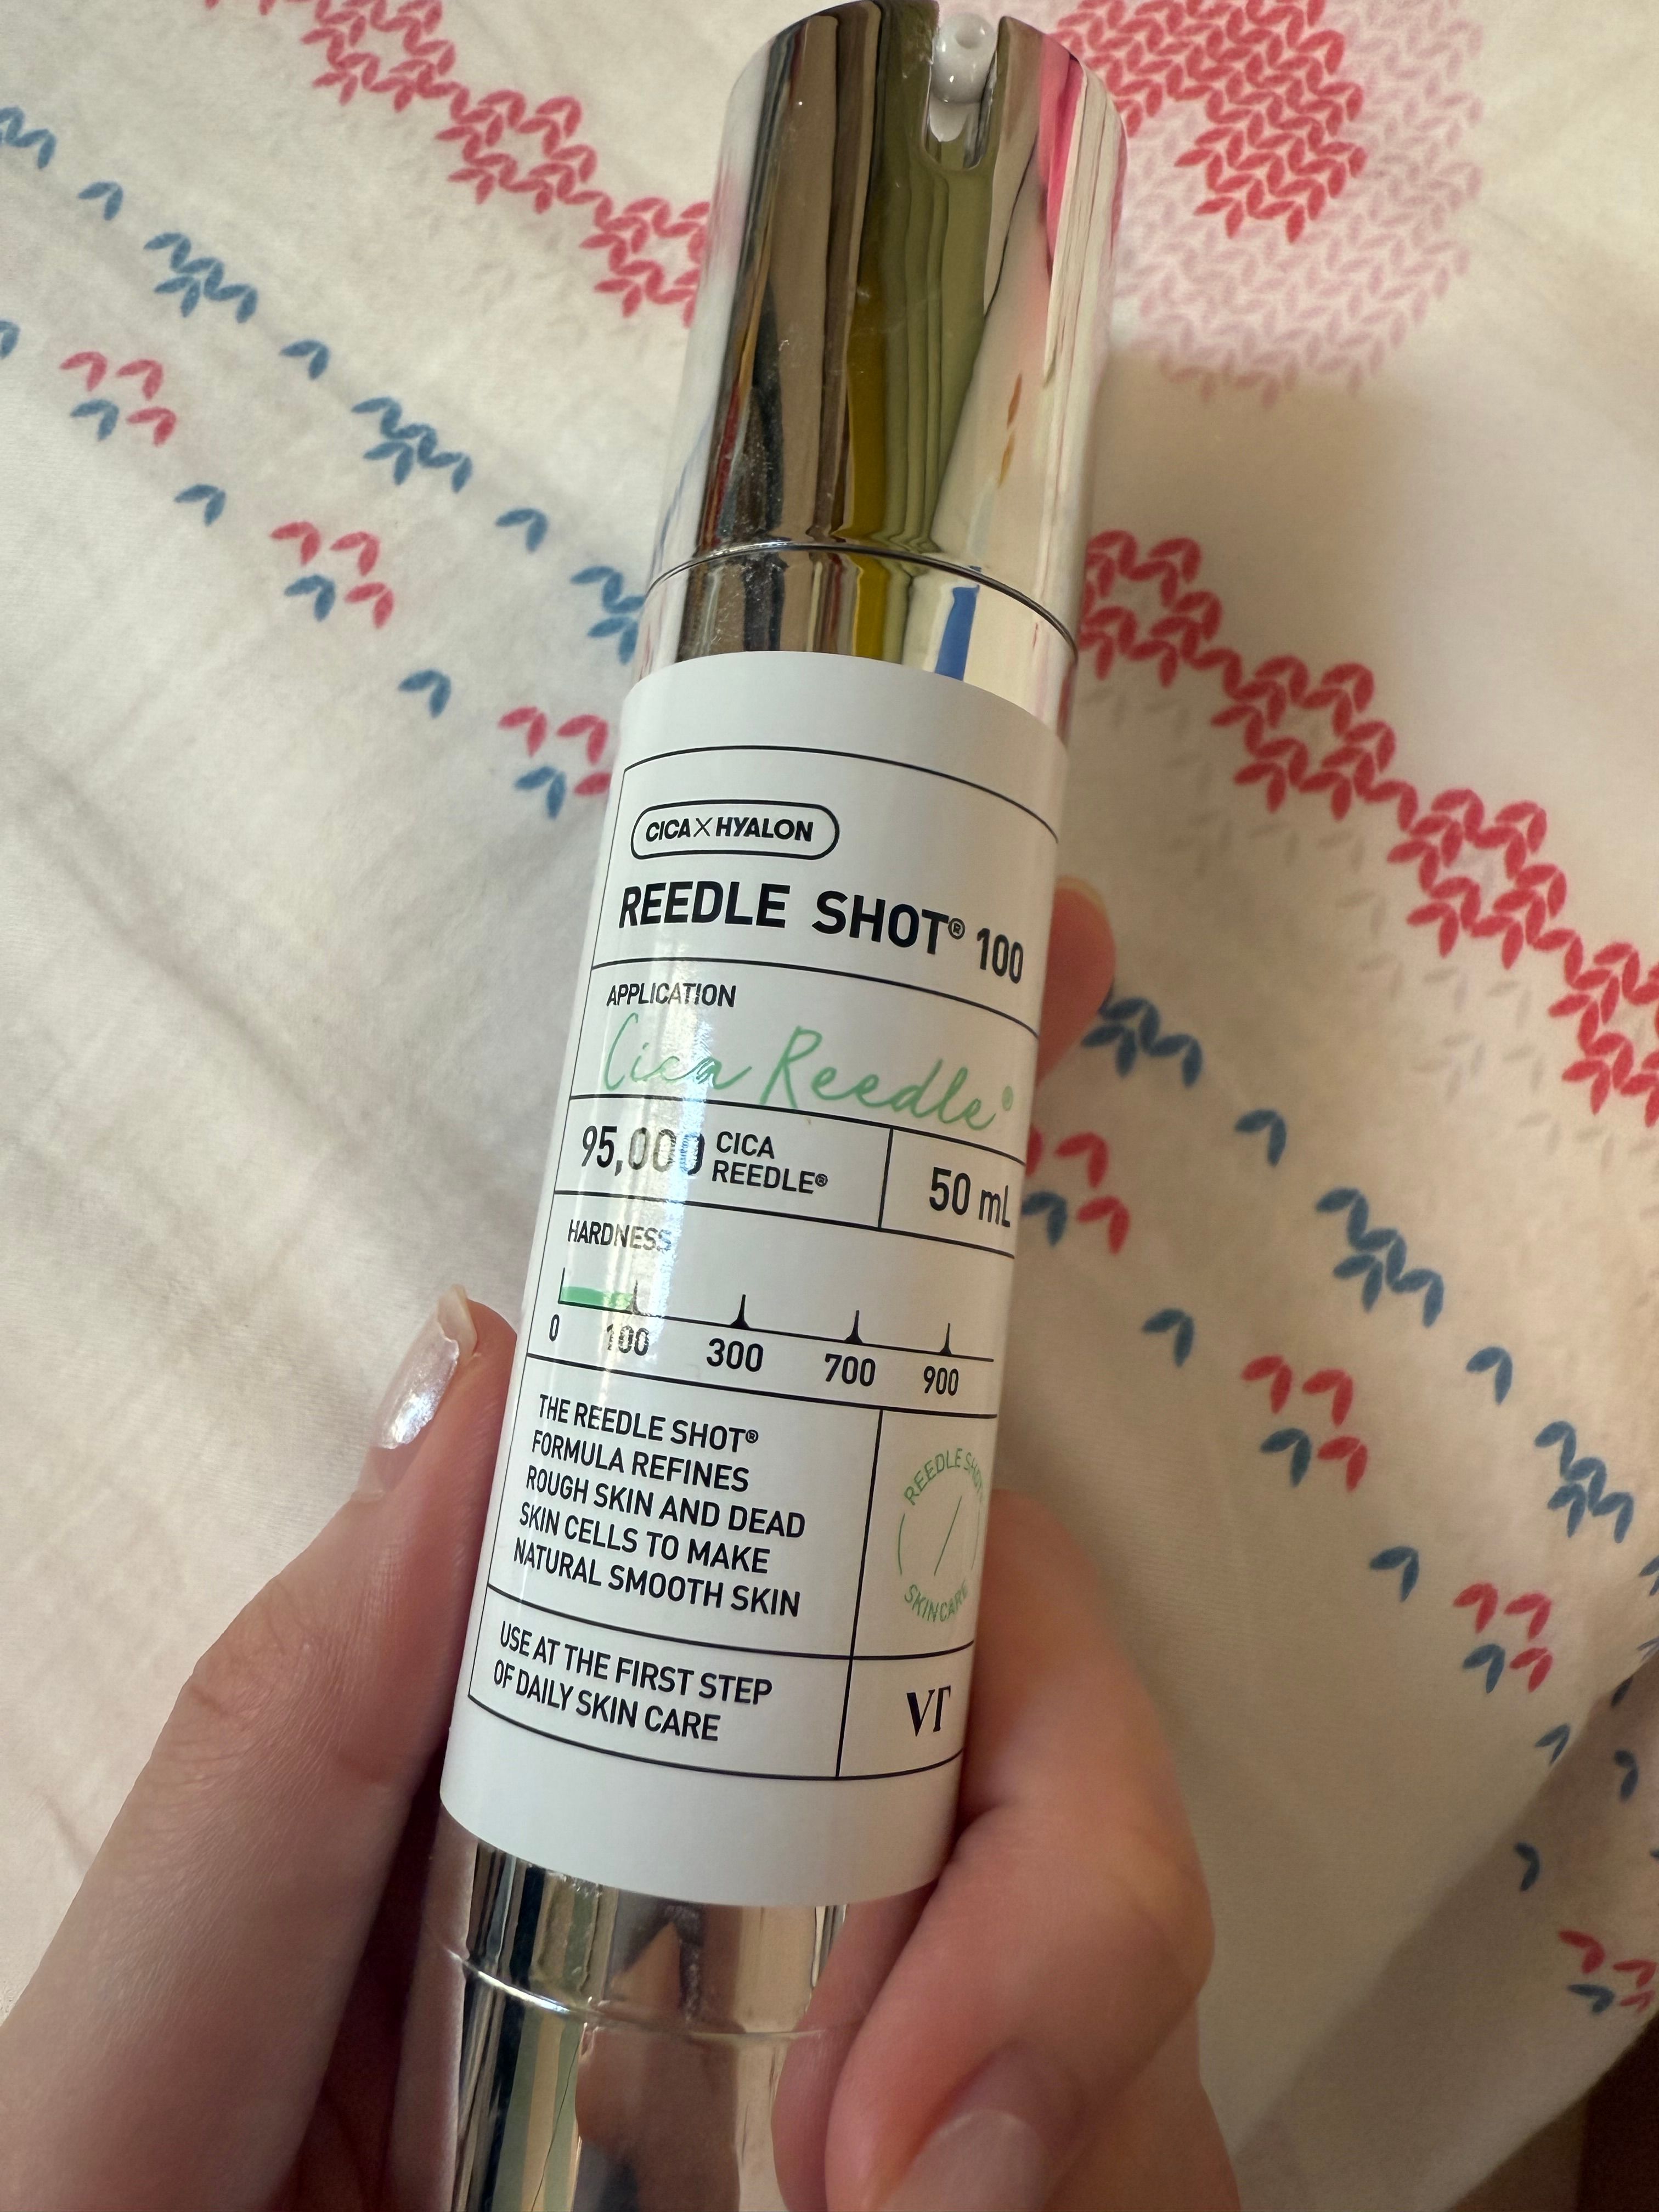 CICA X HYALON
REEDLE SHOT® 100
APPLICATION
Cica Reedle®
95,000 CICA
REEDLE®
50 mL
HARDNESS
0 100 300 700 900
THE REEDLE SHOT®
FORMULA REFINES
ROUGH SKIN AND DEAD
SKIN CELLS TO MAKE
NATURAL SMOOTH SKIN
REEDLE SHOT
SKINCARE
USE AT THE FIRST STEP
OF DAILY SKIN CARE
VT